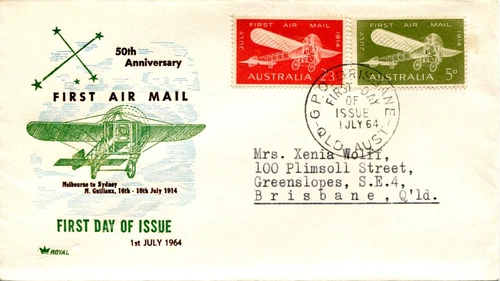 50th
Anniversary
FIRST AIR MAIL
Melbourne to Sydney
M. Guillaux, 16th - 18th July 1914
FIRST DAY OF ISSUE
1st JULY 1964
ROYAL
JULY FIRST AIR MAIL 1914
AUSTRALIA 2/3
JULY FIRST AIR MAIL 1914
AUSTRALIA 5D
G.P.O. BRISBANE
FIRST DAY
OF
ISSUE
1 JLY 64
QLD. AUST.
Mrs. Xenia Wolff,
100 Plimsoll Street,
Greenslopes, S.E.4,
Brisbane, Q'ld.